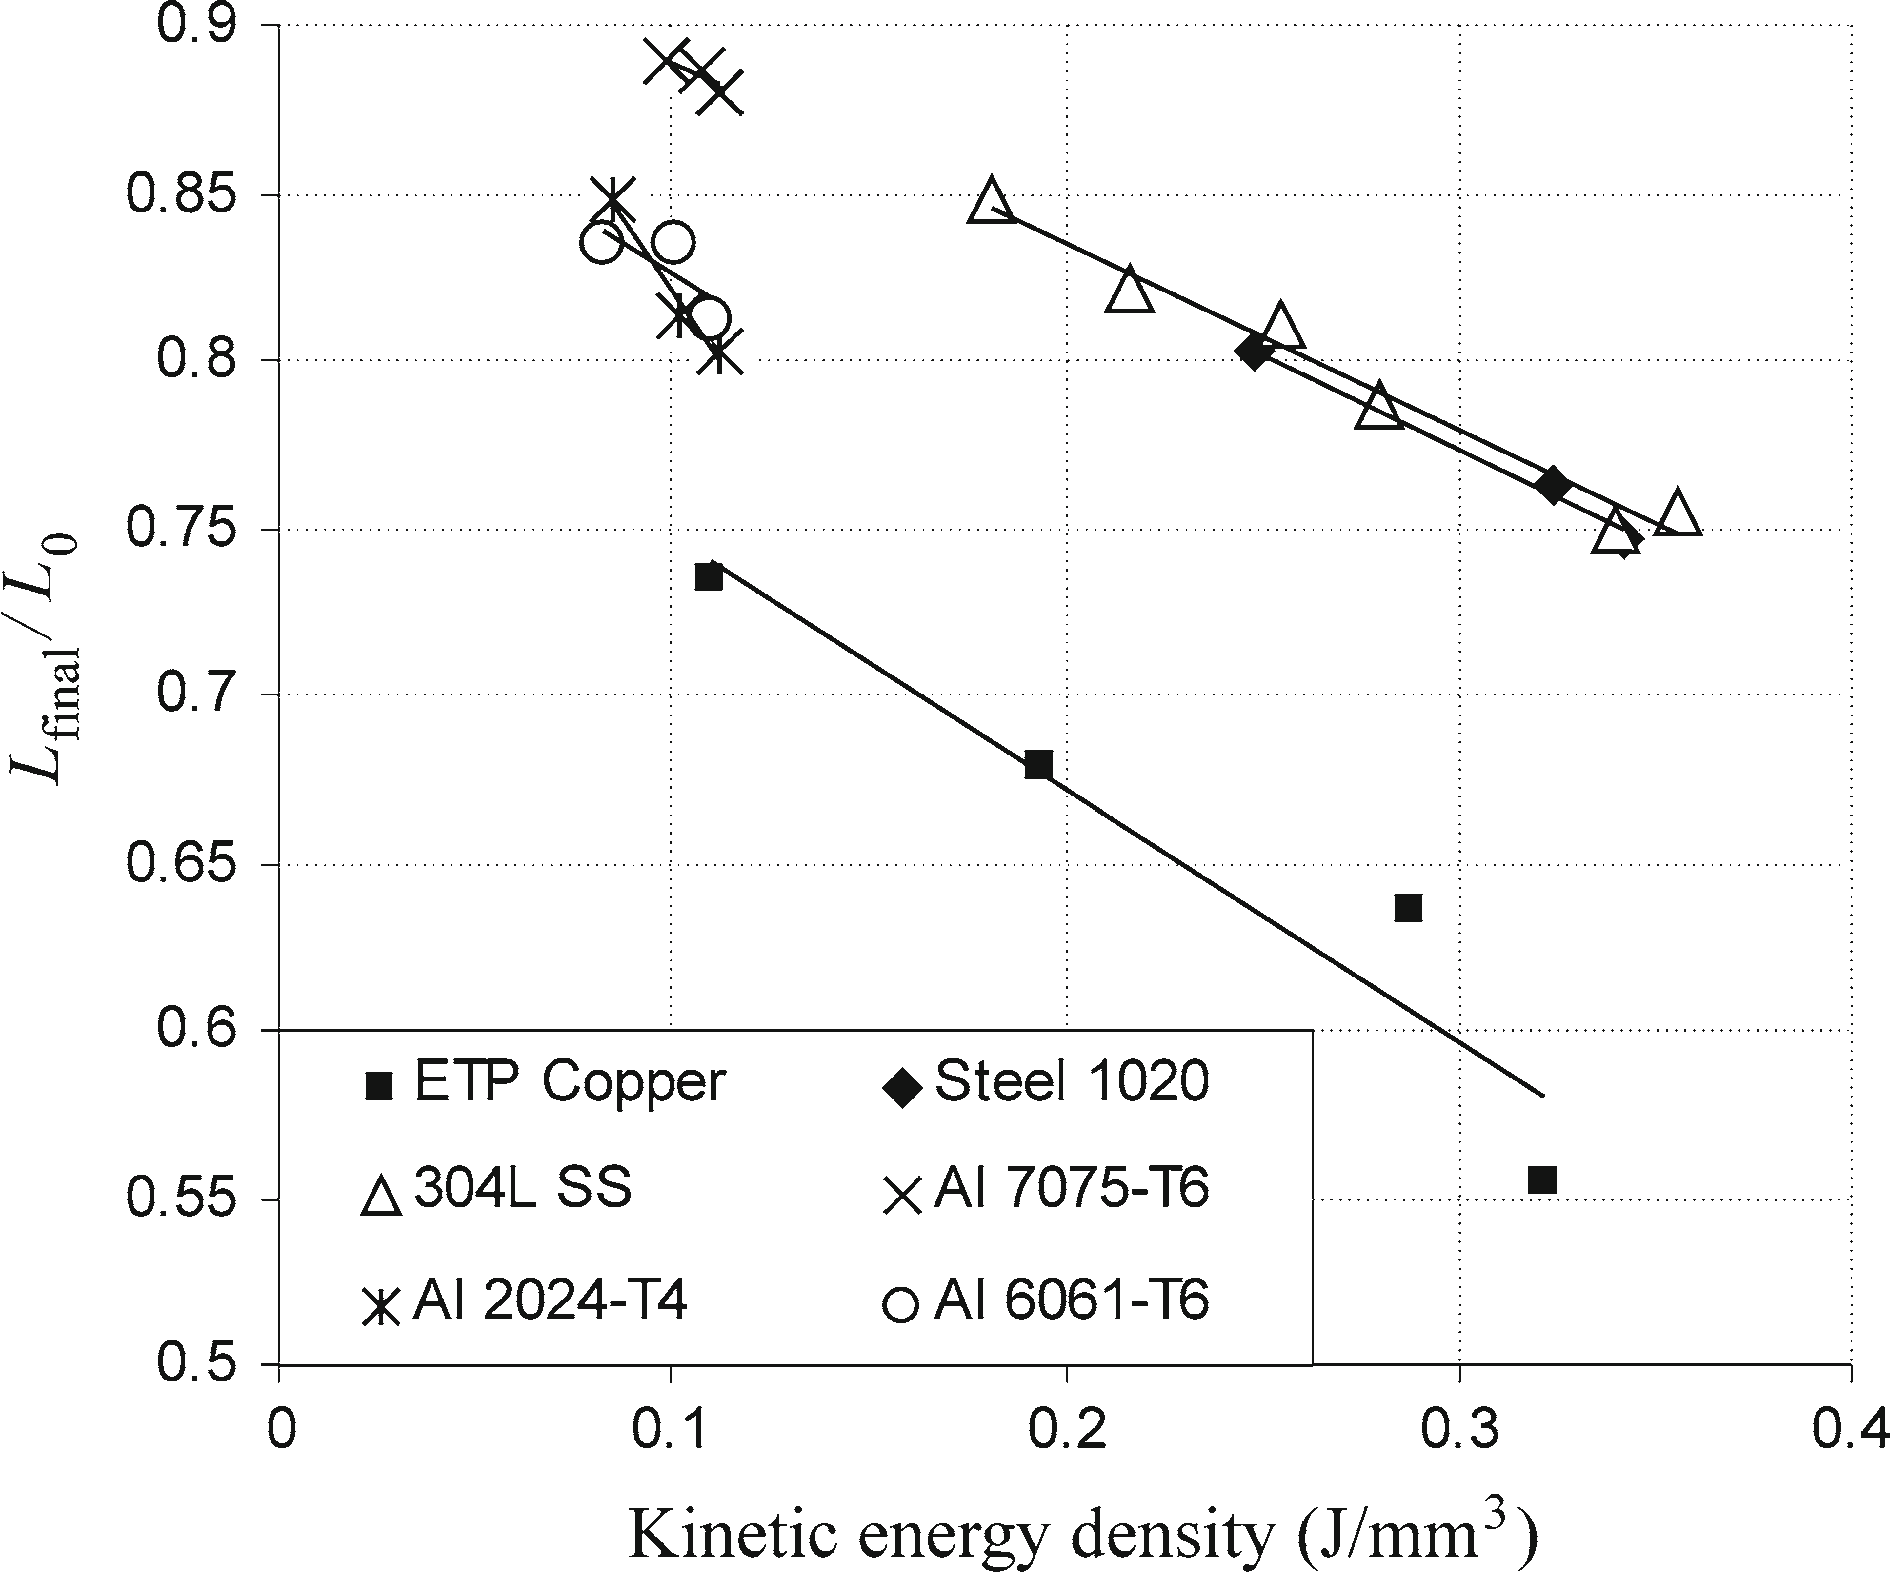 0.9
0.85
0.8
0.75
0.7
0.65
0.6
0.55
0.5
L_final / L_0
ETP Copper Steel 1020
304L SS Al 7075-T6
Al 2024-T4 Al 6061-T6
0 0.1 0.2 0.3 0.4
Kinetic energy density (J/mm³)